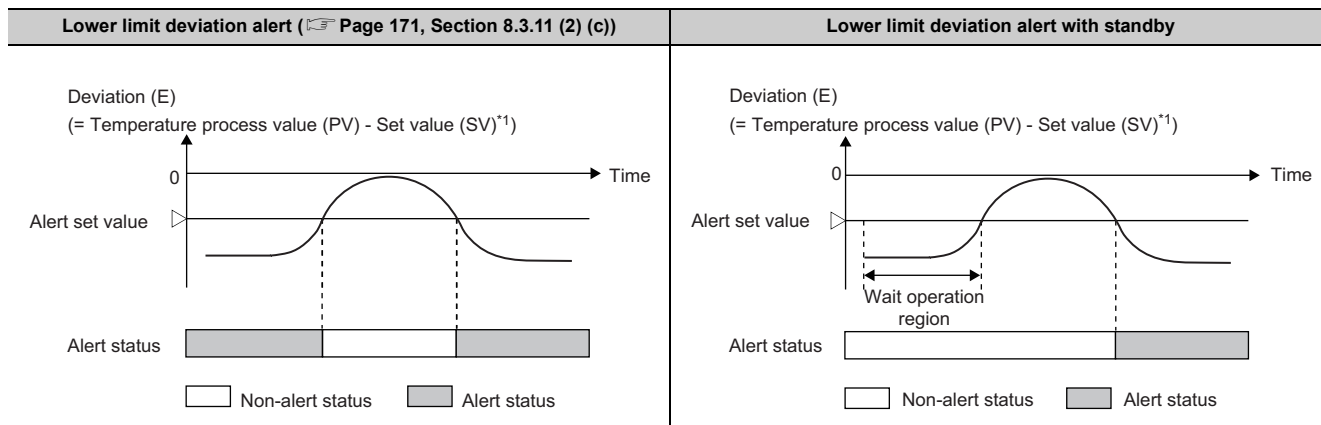 Lower limit deviation alert (☞ Page 171, Section 8.3.11 (2) (c))
Lower limit deviation alert with standby
Deviation (E)
(= Temperature process value (PV) - Set value (SV)*1)
0
Time
Alert set value
Alert status
Non-alert status
Alert status
Deviation (E)
(= Temperature process value (PV) - Set value (SV)*1)
0
Time
Alert set value
Wait operation
region
Alert status
Non-alert status
Alert status